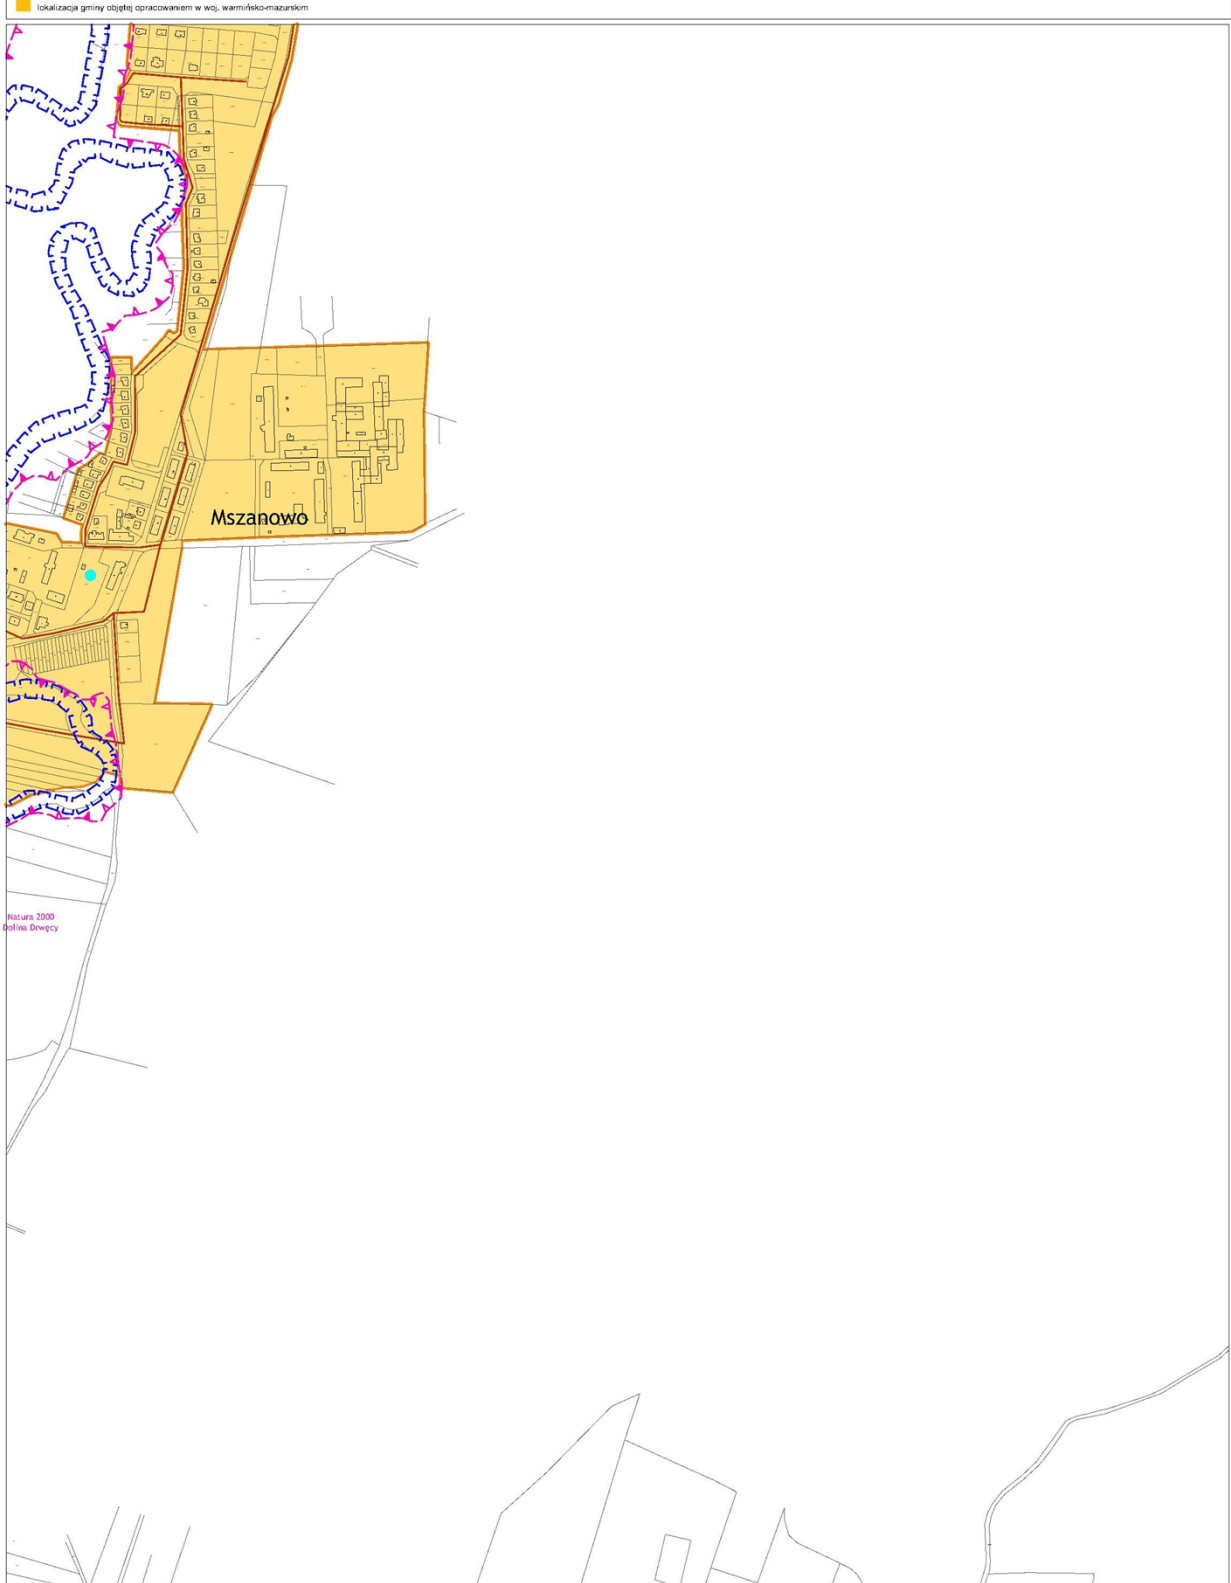 lokalizacja gminy objętej opracowaniem w woj. warmińsko-mazurskim
Mszanowo
Natura 2000
Dolina Drwęcy